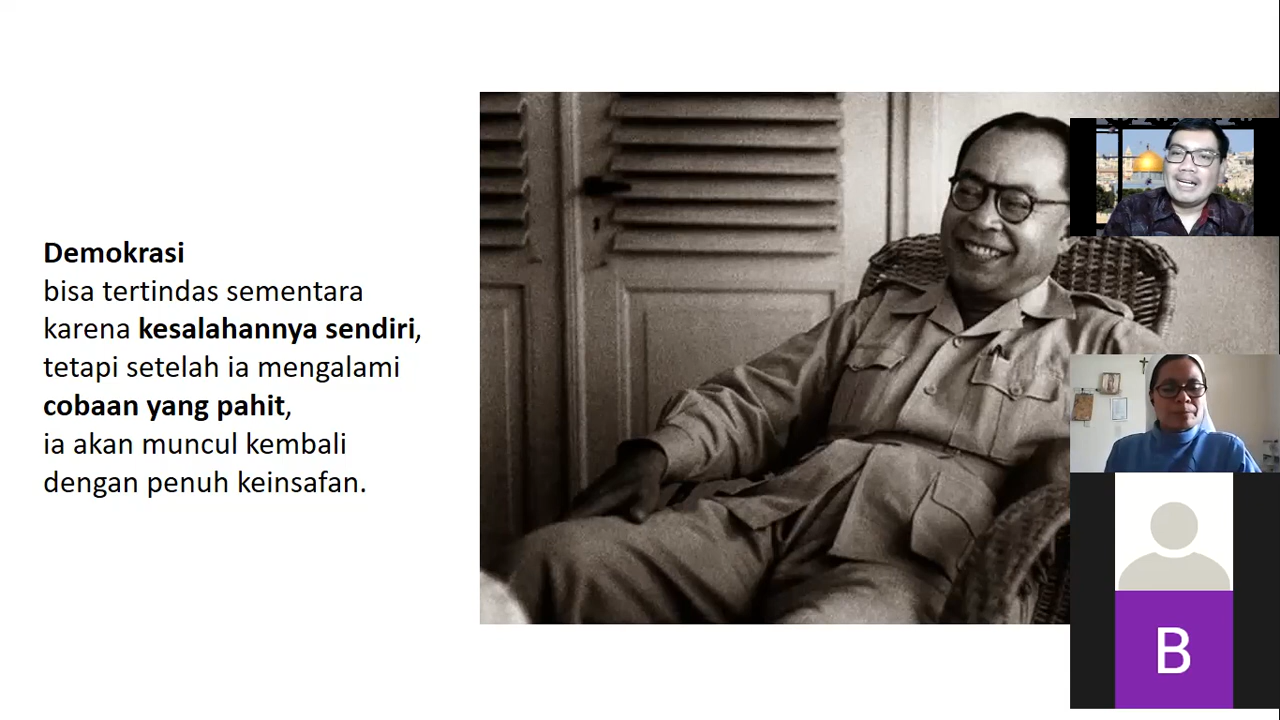 Demokrasi
bisa tertindas sementara
karena kesalahannya sendiri,
tetapi setelah ia mengalami
cobaan yang pahit,
ia akan muncul kembali
dengan penuh keinsafan.
B